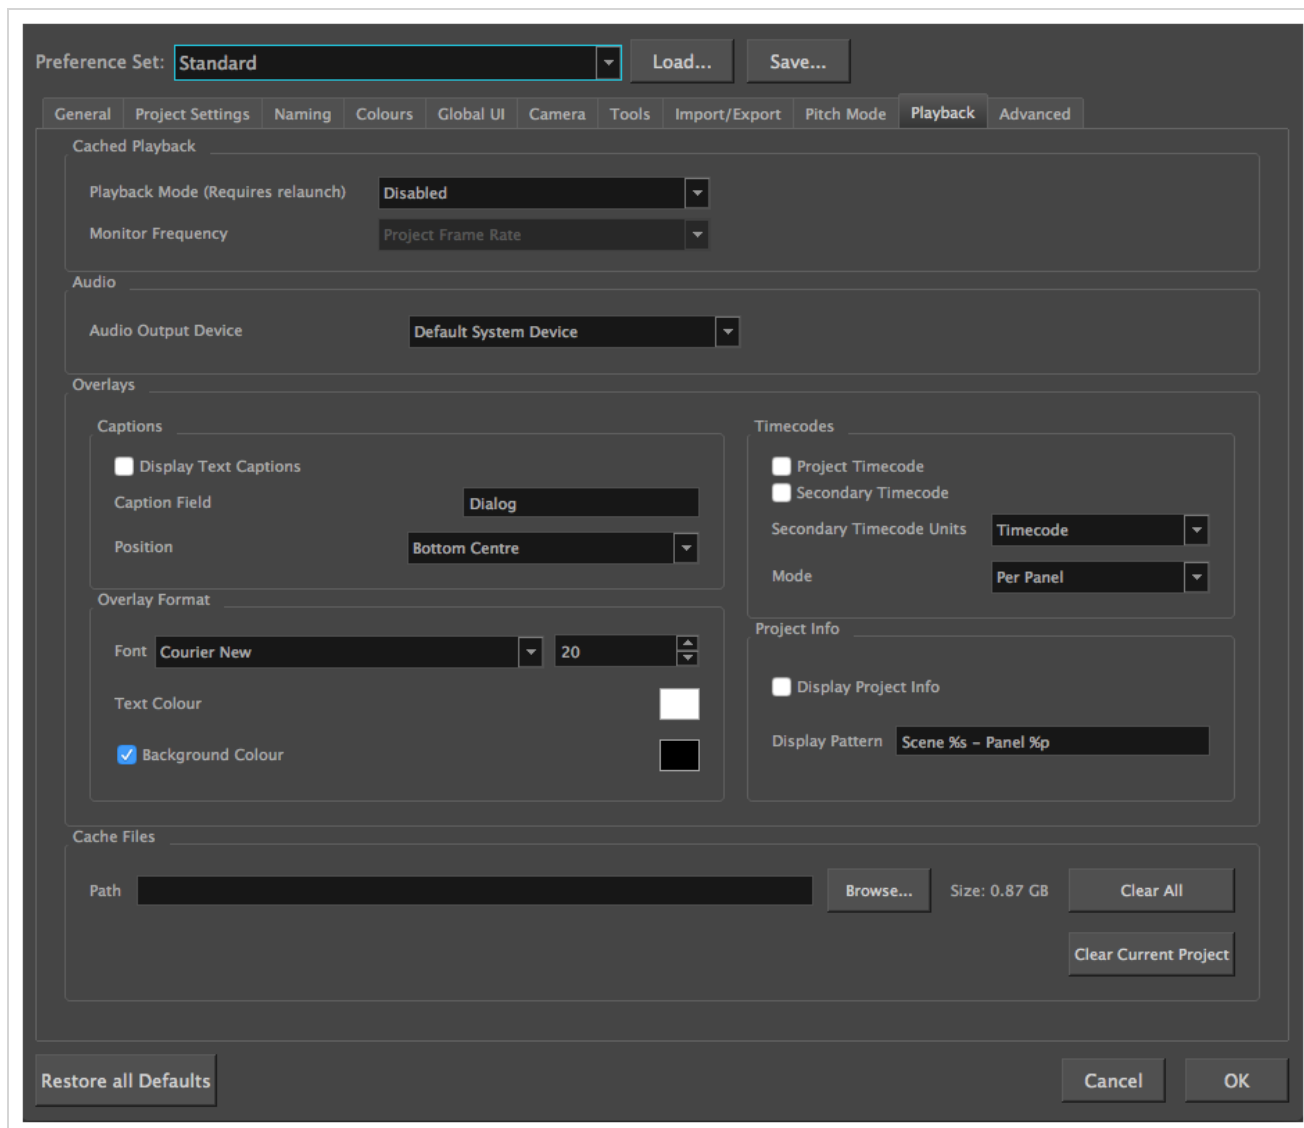 Preference Set: Standard Load... Save...
General Project Settings Naming Colours Global UI Camera Tools Import/Export Pitch Mode Playback Advanced
Cached Playback
Playback Mode (Requires relaunch) Disabled
Monitor Frequency Project Frame Rate
Audio
Audio Output Device Default System Device
Overlays
Captions
Display Text Captions
Caption Field Dialog
Position Bottom Centre
Timecodes
Project Timecode
Secondary Timecode
Secondary Timecode Units Timecode
Mode Per Panel
Overlay Format
Font Courier New 20
Text Colour
Background Colour
Project Info
Display Project Info
Display Pattern Scene %s - Panel %p
Cache Files
Path Browse... Size: 0.87 GB Clear All
Clear Current Project
Restore all Defaults Cancel OK